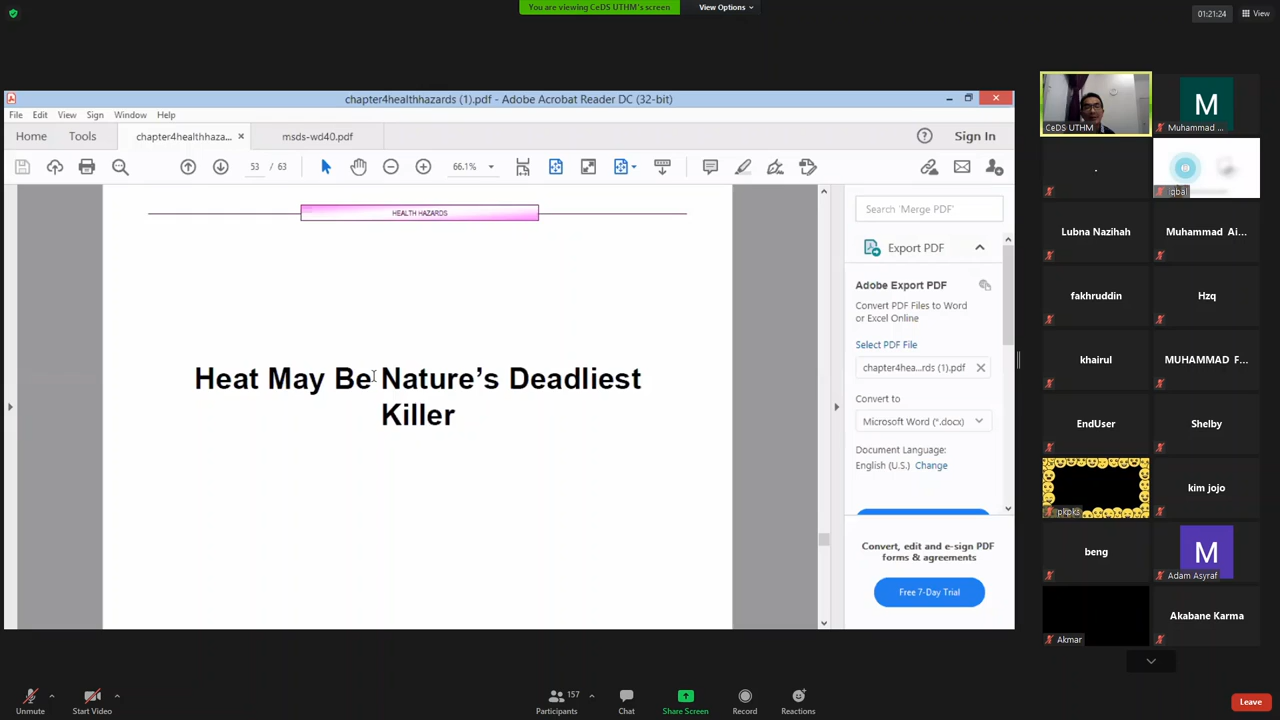 You are viewing CeDS UTHM's screen
View Options
01:21:24
View
chapter4healthhazards (1).pdf - Adobe Acrobat Reader DC (32-bit)
File Edit View Sign Window Help
Home Tools chapter4healthhaza... × msds-wd40.pdf Sign In
53 / 63 66.1%
HEALTH HAZARDS
Heat May Be Nature's Deadliest
Killer
Search 'Merge PDF'
Export PDF
Adobe Export PDF
Convert PDF Files to Word
or Excel Online
Select PDF File
chapter4hea...rds (1).pdf
Convert to
Microsoft Word (*.docx)
Document Language:
English (U.S.) Change
Convert, edit and e-sign PDF
forms & agreements
Free 7-Day Trial
CeDS UTHM
M
Muhammad ...
.
iqbal
Lubna Nazihah
Muhammad Ai...
fakhruddin
Hzq
khairul
MUHAMMAD F...
EndUser
Shelby
pkpks
kim jojo
beng
M
Adam Asyraf
Akmar
Akabane Karma
Unmute
Start Video
157
Participants
Chat
Share Screen
Record
Reactions
Leave